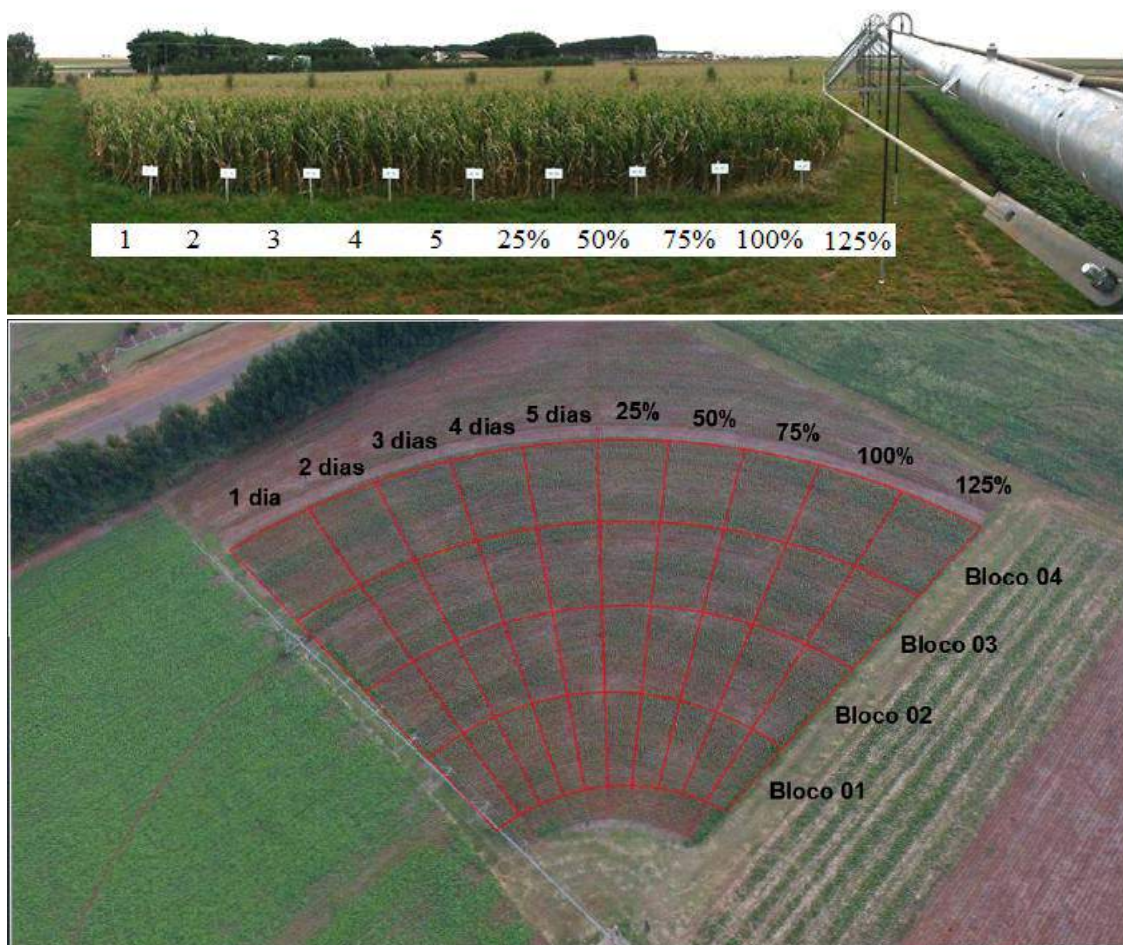 1 2 3 4 5 25% 50% 75% 100% 125%
1 dia 2 dias 3 dias 4 dias 5 dias 25% 50% 75% 100% 125%
Bloco 04
Bloco 03
Bloco 02
Bloco 01